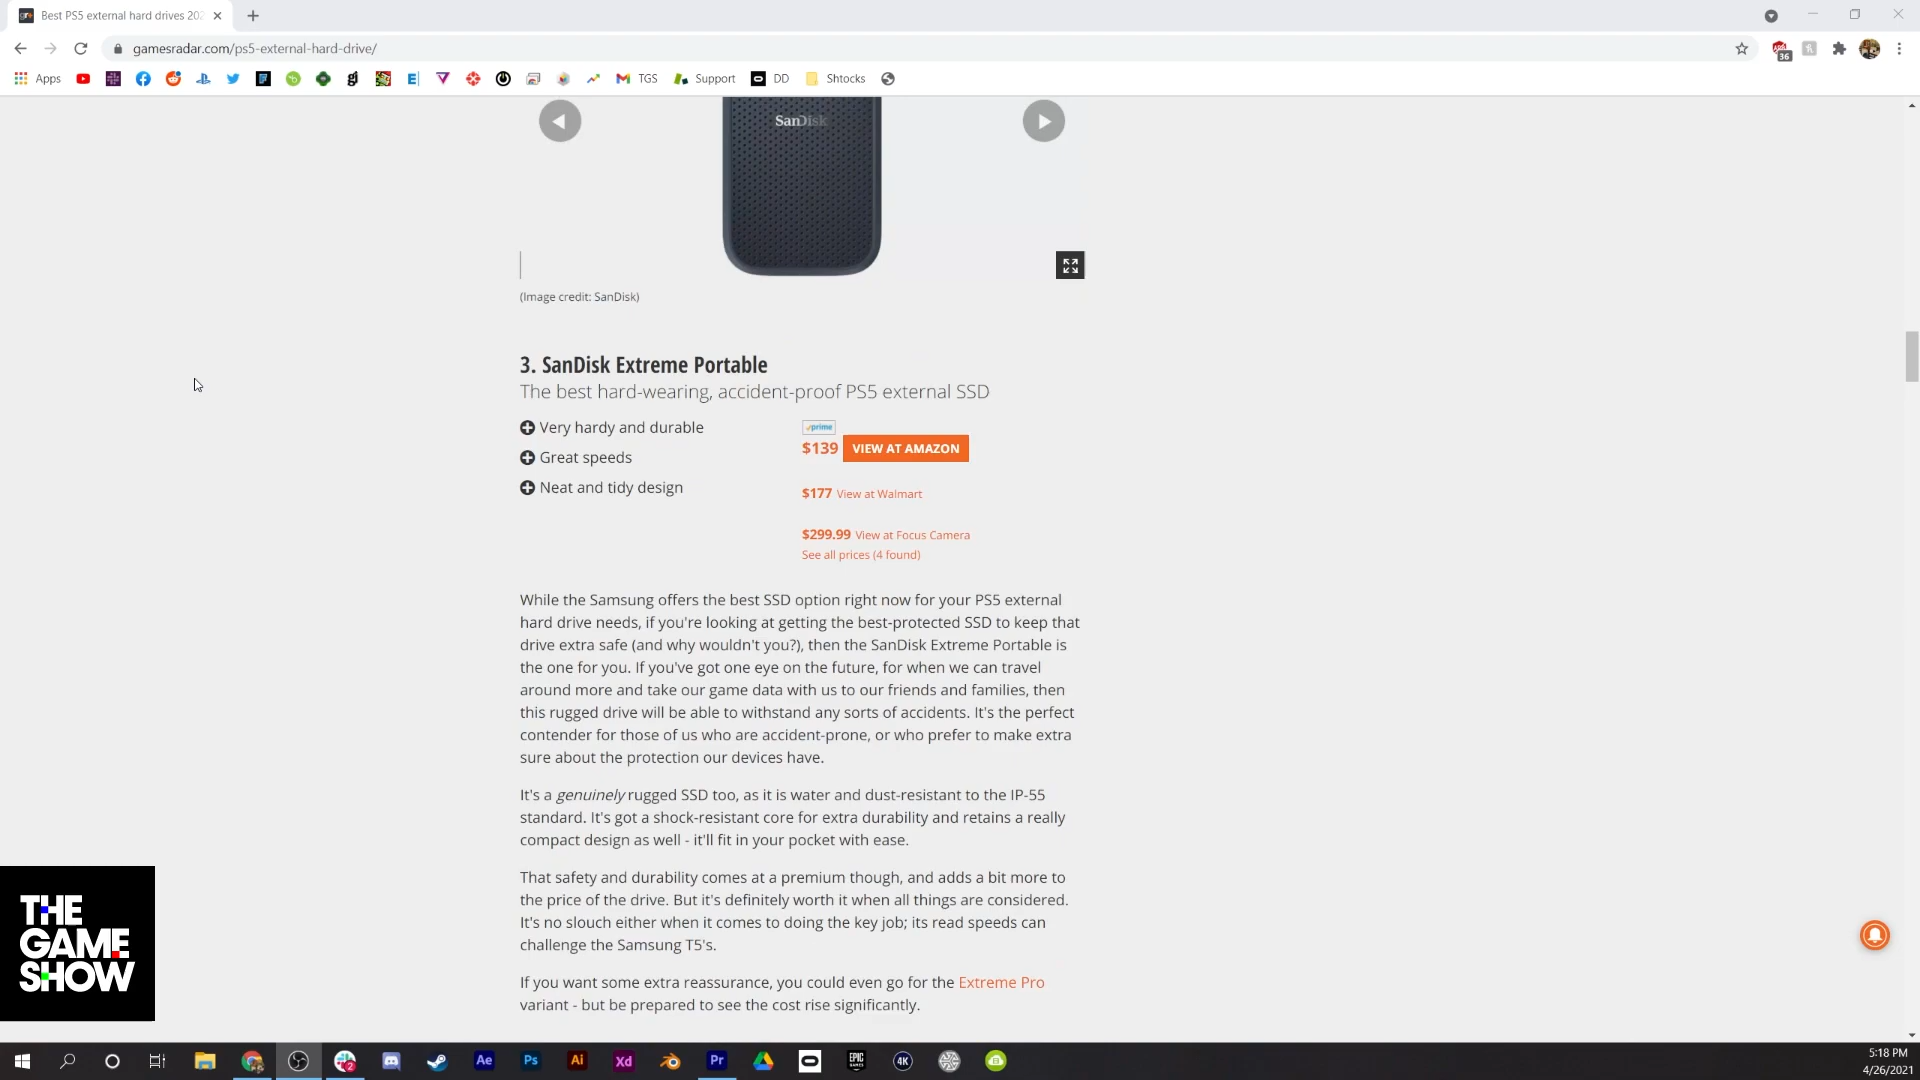 Best PS5 external hard drives 202
gamesradar.com/ps5-external-hard-drive/
36
Apps
TGS
Support
DD
Shtocks
SanDisk
(Image credit: SanDisk)
3. SanDisk Extreme Portable
The best hard-wearing, accident-proof PS5 external SSD
Very hardy and durable
Great speeds
Neat and tidy design
prime
$139 VIEW AT AMAZON
$177 View at Walmart
$299.99 View at Focus Camera
See all prices (4 found)
While the Samsung offers the best SSD option right now for your PS5 external
hard drive needs, if you're looking at getting the best-protected SSD to keep that
drive extra safe (and why wouldn't you?), then the SanDisk Extreme Portable is
the one for you. If you've got one eye on the future, for when we can travel
around more and take our game data with us to our friends and families, then
this rugged drive will be able to withstand any sorts of accidents. It's the perfect
contender for those of us who are accident-prone, or who prefer to make extra
sure about the protection our devices have.
It's a genuinely rugged SSD too, as it is water and dust-resistant to the IP-55
standard. It's got a shock-resistant core for extra durability and retains a really
compact design as well - it'll fit in your pocket with ease.
That safety and durability comes at a premium though, and adds a bit more to
the price of the drive. But it's definitely worth it when all things are considered.
It's no slouch either when it comes to doing the key job; its read speeds can
challenge the Samsung T5's.
If you want some extra reassurance, you could even go for the Extreme Pro
variant - but be prepared to see the cost rise significantly.
THE
GAME
SHOW
2
Ae
Ps
Ai
Xd
Pr
EPIC
GAMES
4K
5:18 PM
4/26/2021